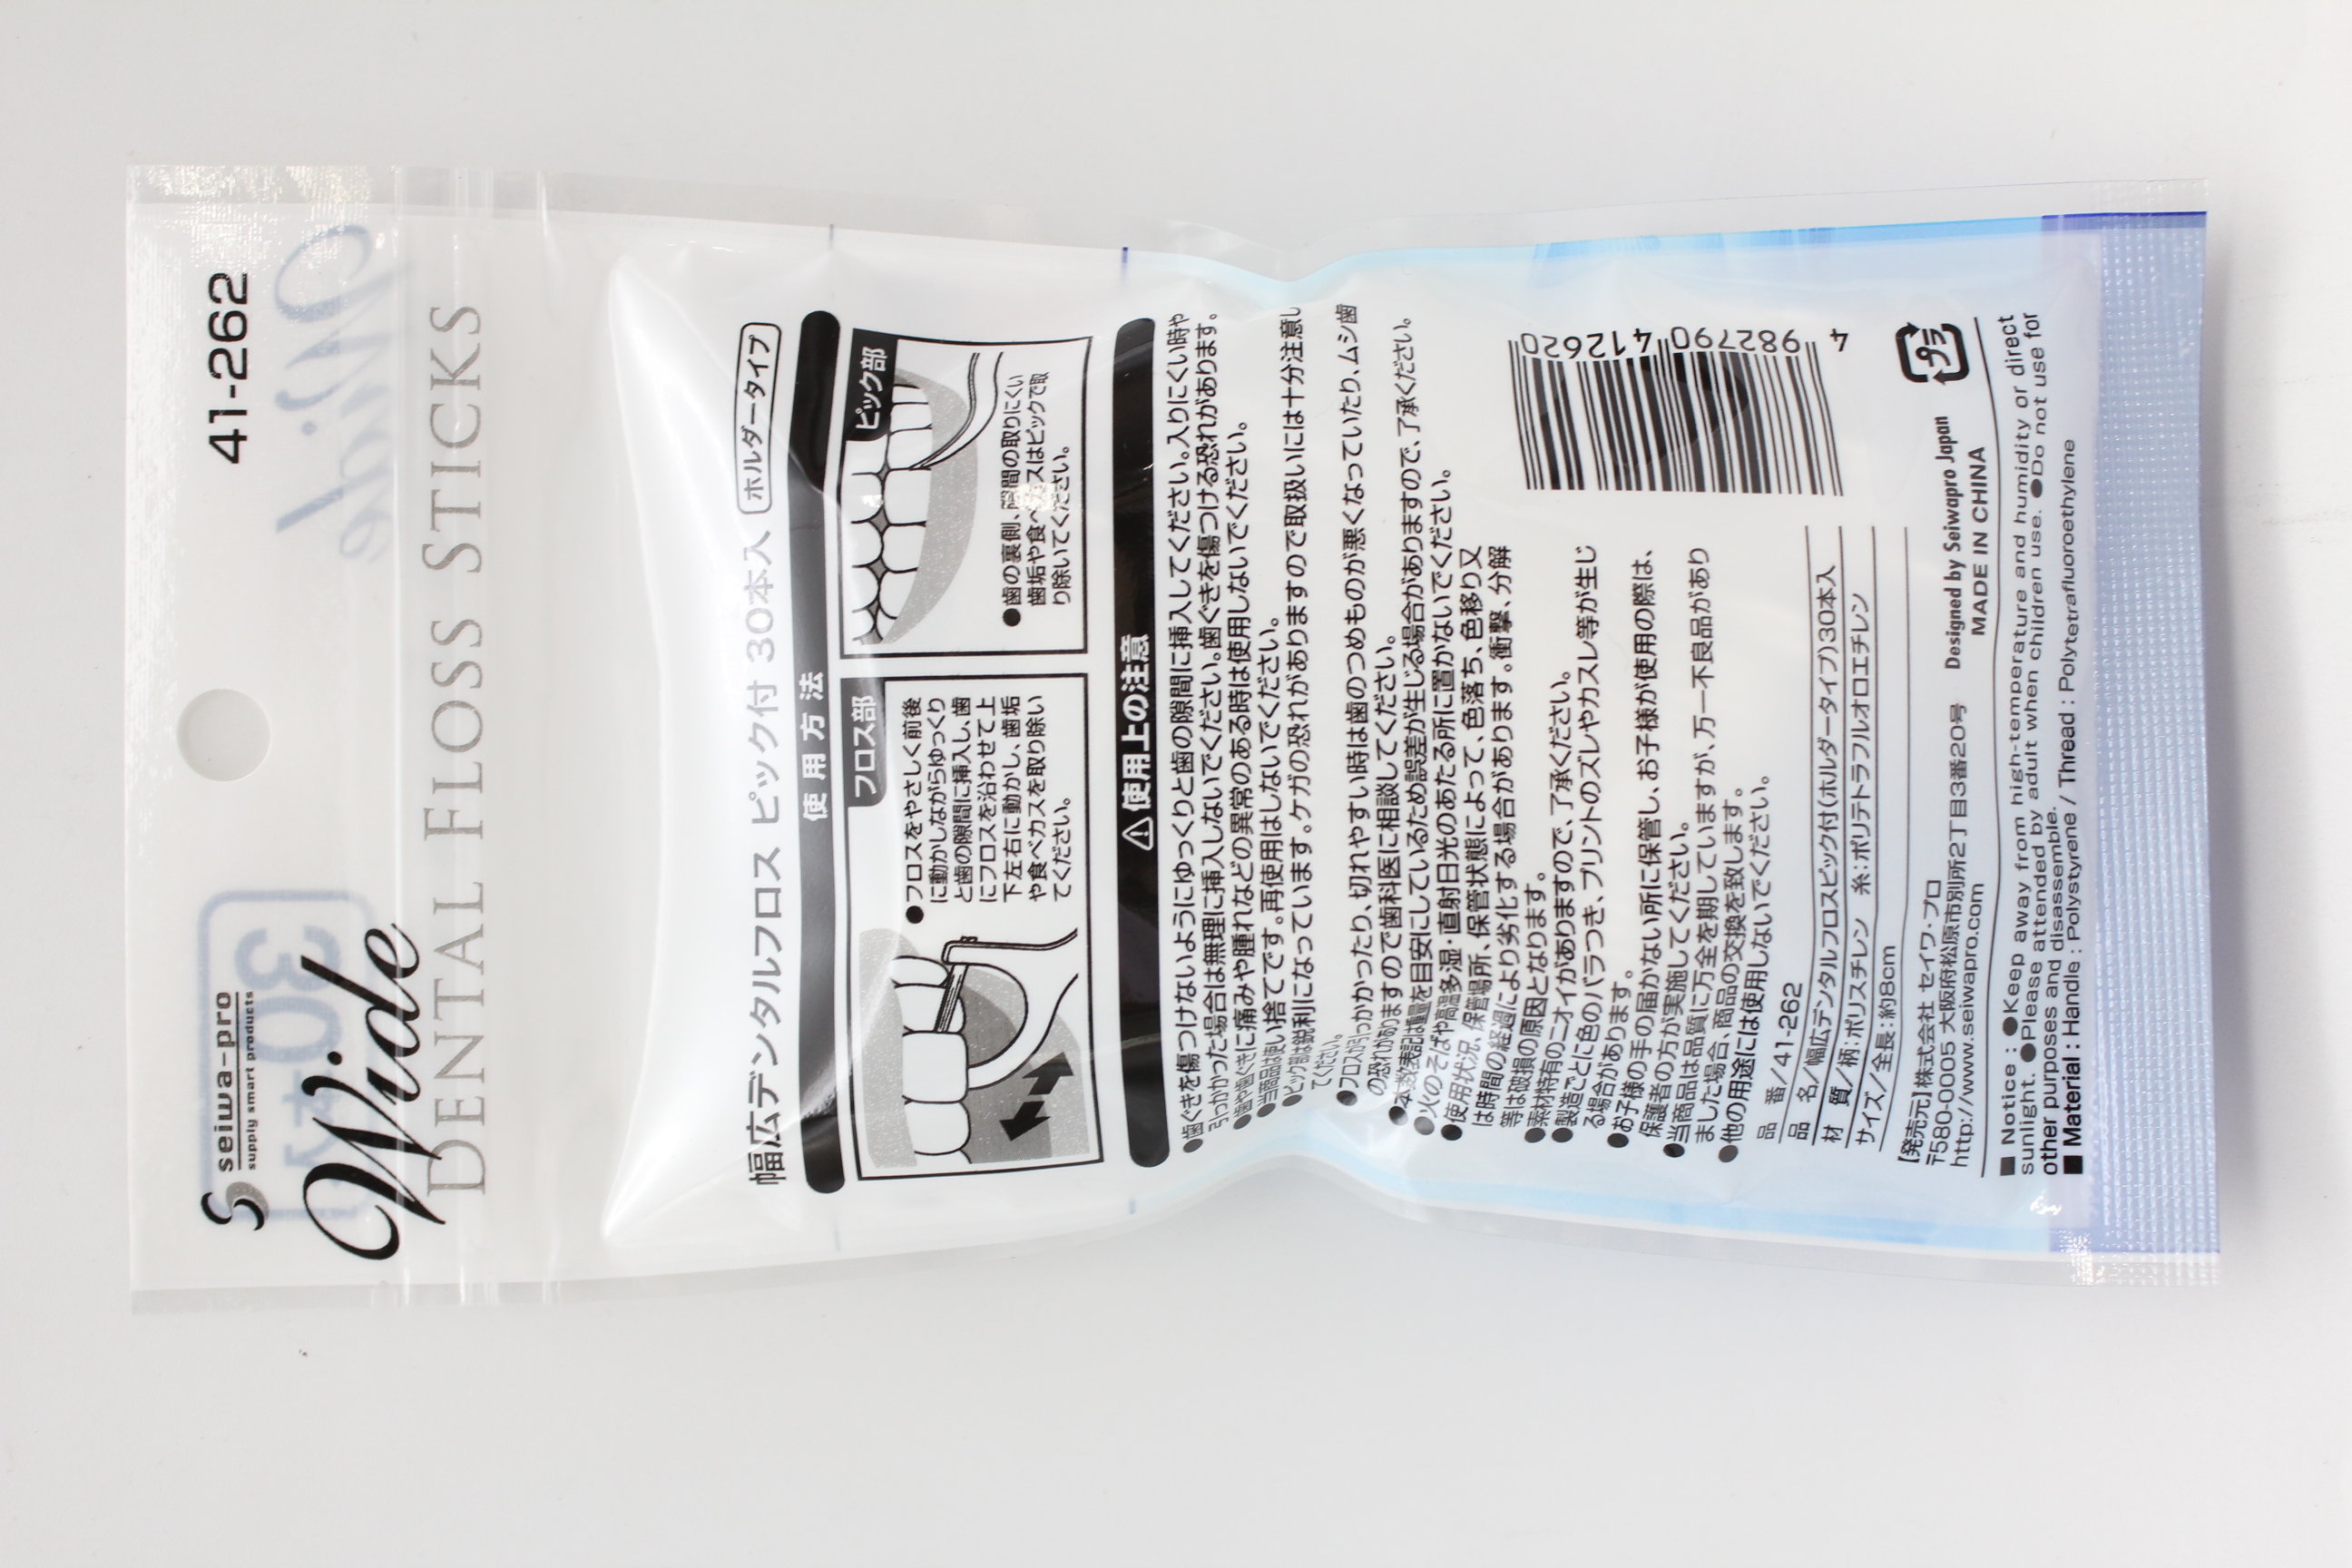 seiwa-pro
supply smart products
41-262
Wide
DENTAL FLOSS STICKS
幅広デンタルフロス ピック付 30本入 ホルダータイプ
使用方法
フロス部
●フロスをやさしく前後
に動かしながらゆっくり
と歯の隙間に挿入し、歯
にフロスを沿わせて上
下左右に動かし、歯垢
や食べカスを取り除い
てください。
ピック部
●歯の裏側、隙間の取りにくい
歯垢や食べカスはピックで取
り除いてください。
⚠使用上の注意
●歯ぐきを傷つけないようにゆっくりと歯の隙間に挿入してください。入りにくい時や
引っかかった場合は無理に挿入しないでください。歯ぐきを傷つける恐れがあります。
●歯や歯ぐきに痛みや腫れなどの異常のある時は使用しないでください。
●当商品は使い捨てです。再使用はしないでください。
●ピック部は鋭利になっています。ケガの恐れがありますので取扱いには十分注意し
てください。
●フロスが引っかかったり、切れやすい時は歯のつめものが悪くなっていたり、ムシ歯
の恐れがありますので歯科医に相談してください。
●本数表記は重量を目安にしているため誤差が生じる場合がありますので、了承ください。
●火のそばや高温多湿・直射日光のあたる所に置かないでください。
●使用状況、保管場所、保管状態によって、色落ち、色移り又
は時間の経過により劣化する場合があります。衝撃、分解
等は破損の原因となります。
●素材特有のニオイがありますので、了承ください。
●製造ごとに色のバラつき、プリントのズレやカスレ等が生じ
る場合があります。
●お子様の手の届かない所に保管し、お子様が使用の際は、
保護者の方が実施してください。
●当商品は品質に万全を期していますが、万一不良品があり
ました場合、商品の交換を致します。
●他の用途には使用しないでください。
4 982790 412620
品 番/41-262
品 名/幅広デンタルフロスピック付(ホルダータイプ)30本入
材 質/柄:ポリスチレン 糸:ポリテトラフルオロエチレン
サイズ/全長:約8cm
【発売元】株式会社 セイワ・プロ
〒580-0005 大阪府松原市別所2丁目3番20号
http://www.seiwapro.com
Designed by Seiwapro Japan
MADE IN CHINA
プラ
■Notice : ●Keep away from high-temperature and humidity or direct
sunlight. ●Please attended by adult when children use. ●Do not use for
other purposes and disassemble.
■Material : Handle : Polystyrene / Thread : Polytetrafluoroethylene